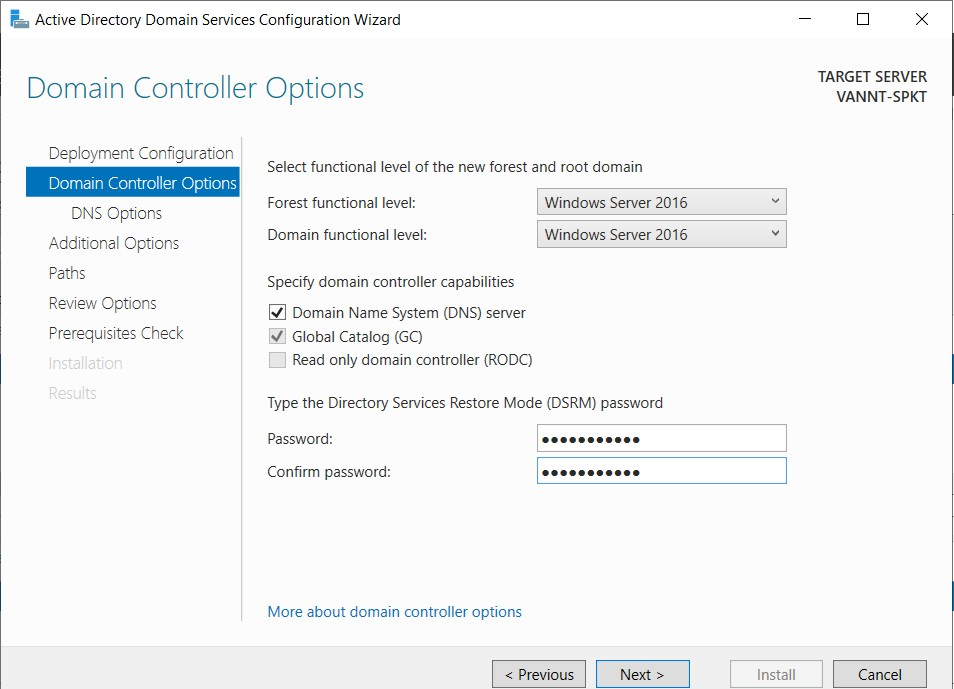 Active Directory Domain Services Configuration Wizard
Domain Controller Options
TARGET SERVER
VANNT-SPKT
Deployment Configuration
Domain Controller Options
DNS Options
Additional Options
Paths
Review Options
Prerequisites Check
Installation
Results
Select functional level of the new forest and root domain
Forest functional level: Windows Server 2016
Domain functional level: Windows Server 2016
Specify domain controller capabilities
Domain Name System (DNS) server
Global Catalog (GC)
Read only domain controller (RODC)
Type the Directory Services Restore Mode (DSRM) password
Password: •••••••••••
Confirm password: •••••••••••
More about domain controller options
< Previous Next > Install Cancel